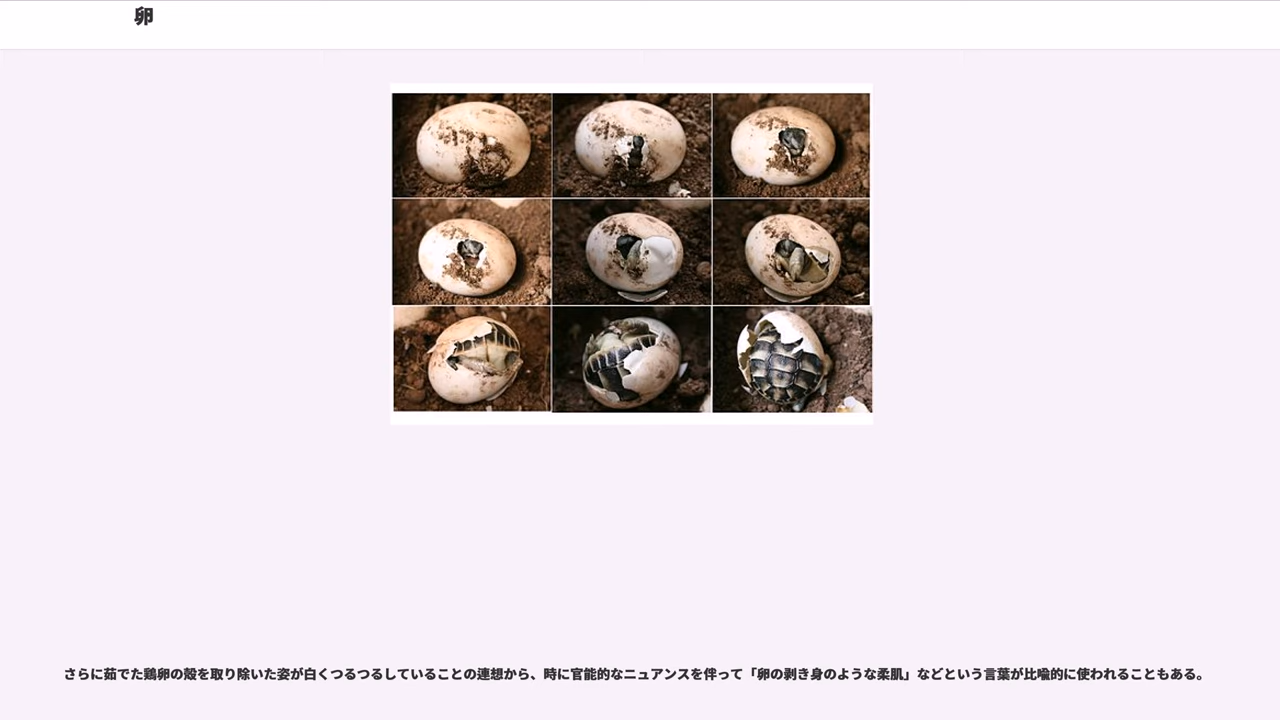 卵
さらに茹でた鶏卵の殻を取り除いた姿が白くつるつるしていることの連想から、時に官能的なニュアンスを伴って「卵の剥き身のような柔肌」などという言葉が比喩的に使われることもある。